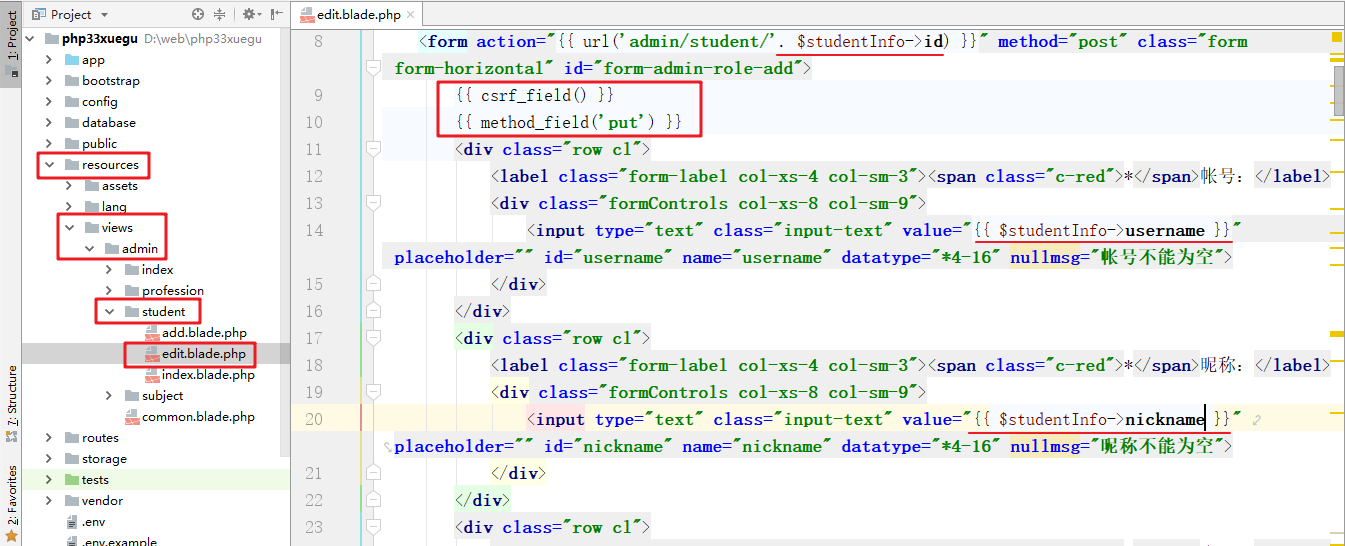 Project
edit.blade.php
1: Project
7: Structure
2: Favorites
php33xuegu D:\web\php33xuegu
app
bootstrap
config
database
public
resources
assets
lang
views
admin
index
profession
student
add.blade.php
edit.blade.php
index.blade.php
subject
common.blade.php
routes
storage
tests
vendor
.env
.env.example
8 <form action="{{ url('admin/student/'. $studentInfo->id) }}" method="post" class="form
form-horizontal" id="form-admin-role-add">
9 {{ csrf_field() }}
10 {{ method_field('put') }}
11 <div class="row cl">
12 <label class="form-label col-xs-4 col-sm-3"><span class="c-red">*</span>帐号：</label>
13 <div class="formControls col-xs-8 col-sm-9">
14 <input type="text" class="input-text" value="{{ $studentInfo->username }}"
placeholder="" id="username" name="username" datatype="*4-16" nullmsg="帐号不能为空">
15 </div>
16 </div>
17 <div class="row cl">
18 <label class="form-label col-xs-4 col-sm-3"><span class="c-red">*</span>昵称：</label>
19 <div class="formControls col-xs-8 col-sm-9">
20 <input type="text" class="input-text" value="{{ $studentInfo->nickname }}"
placeholder="" id="nickname" name="nickname" datatype="*4-16" nullmsg="昵称不能为空">
21 </div>
22 </div>
23 <div class="row cl">